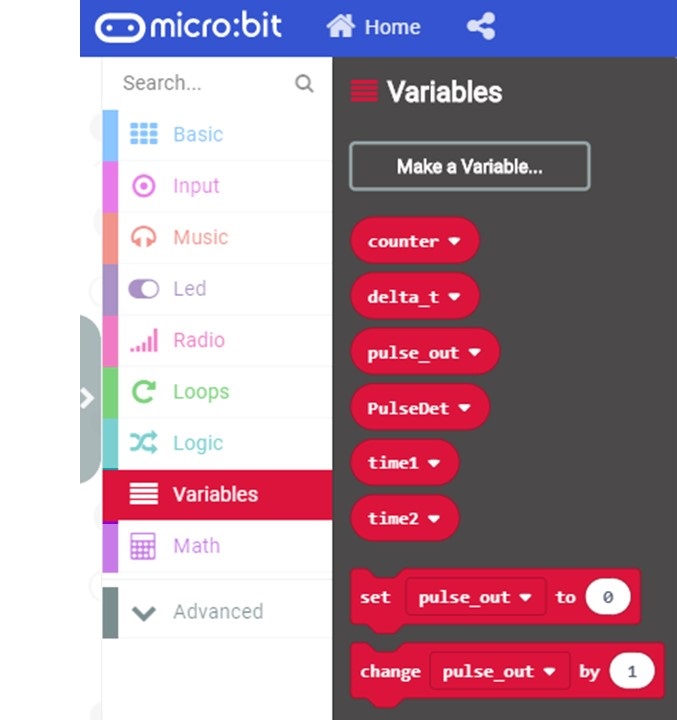 micro:bit Home
Search...
Basic
Input
Music
Led
Radio
Loops
Logic
Variables
Math
Advanced
Variables
Make a Variable...
counter
delta_t
pulse_out
PulseDet
time1
time2
set pulse_out to 0
change pulse_out by 1